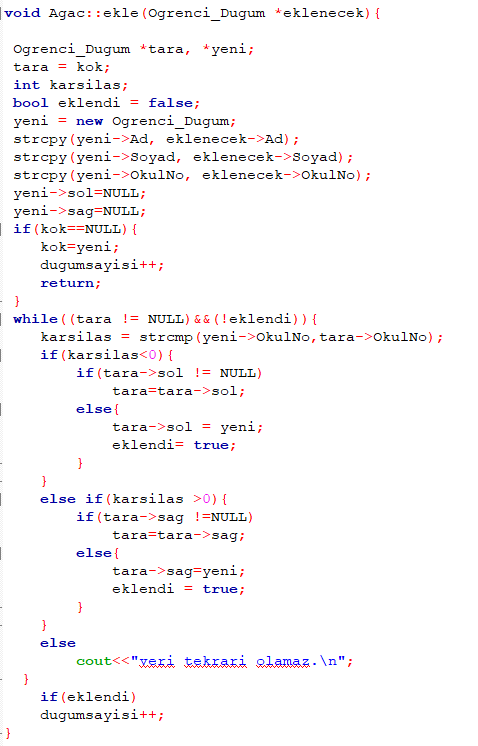 void Agac::ekle(Ogrenci_Dugum *eklenecek){
Ogrenci_Dugum *tara, *yeni;
tara = kok;
int karsilas;
bool eklendi = false;
yeni = new Ogrenci_Dugum;
strcpy(yeni->Ad, eklenecek->Ad);
strcpy(yeni->Soyad, eklenecek->Soyad);
strcpy(yeni->OkulNo, eklenecek->OkulNo);
yeni->sol=NULL;
yeni->sag=NULL;
if(kok==NULL){
kok=yeni;
dugumsayisi++;
return;
}
while((tara != NULL)&&(!eklendi)){
karsilas = strcmp(yeni->OkulNo,tara->OkulNo);
if(karsilas<0){
if(tara->sol != NULL)
tara=tara->sol;
else{
tara->sol = yeni;
eklendi= true;
}
}
else if(karsilas >0){
if(tara->sag !=NULL)
tara=tara->sag;
else{
tara->sag=yeni;
eklendi = true;
}
}
else
cout<<"veri tekrari olamaz.\n";
}
if(eklendi)
dugumsayisi++;
}